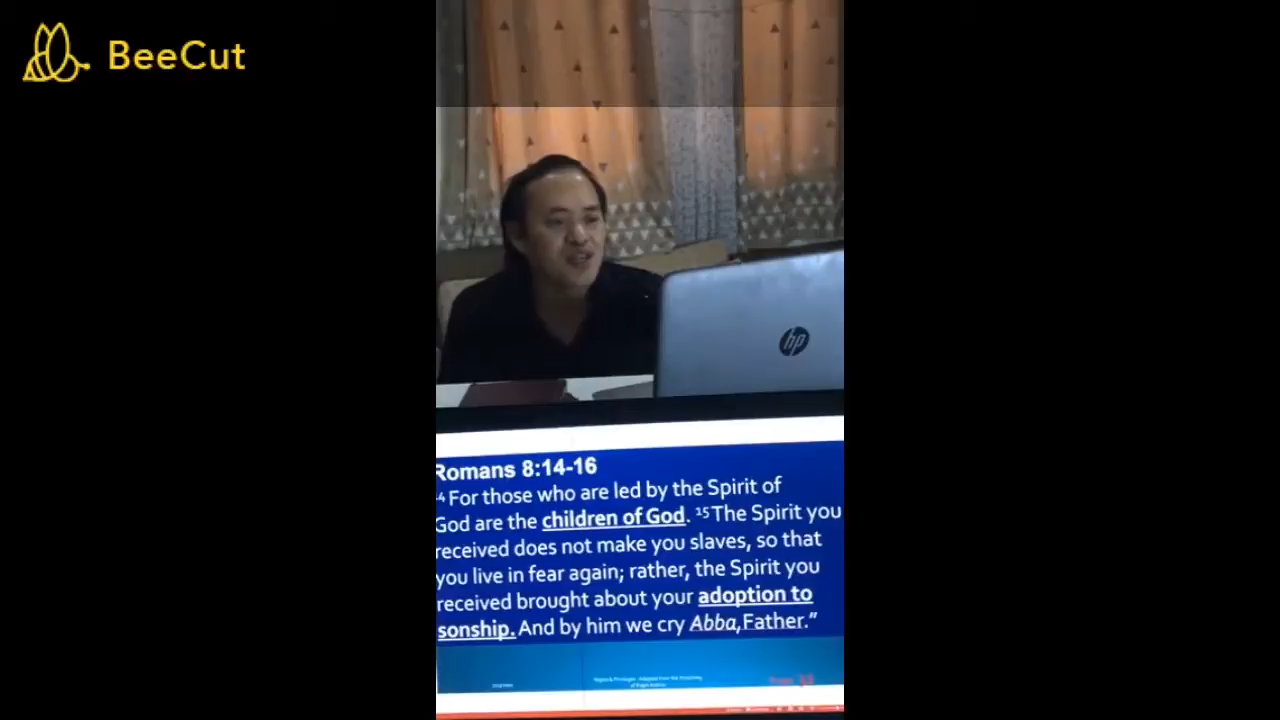 BeeCut
hp
Romans 8:14-16
For those who are led by the Spirit of
God are the children of God. 15 The Spirit you
received does not make you slaves, so that
you live in fear again; rather, the Spirit you
received brought about your adoption to
sonship. And by him we cry Abba, Father.”